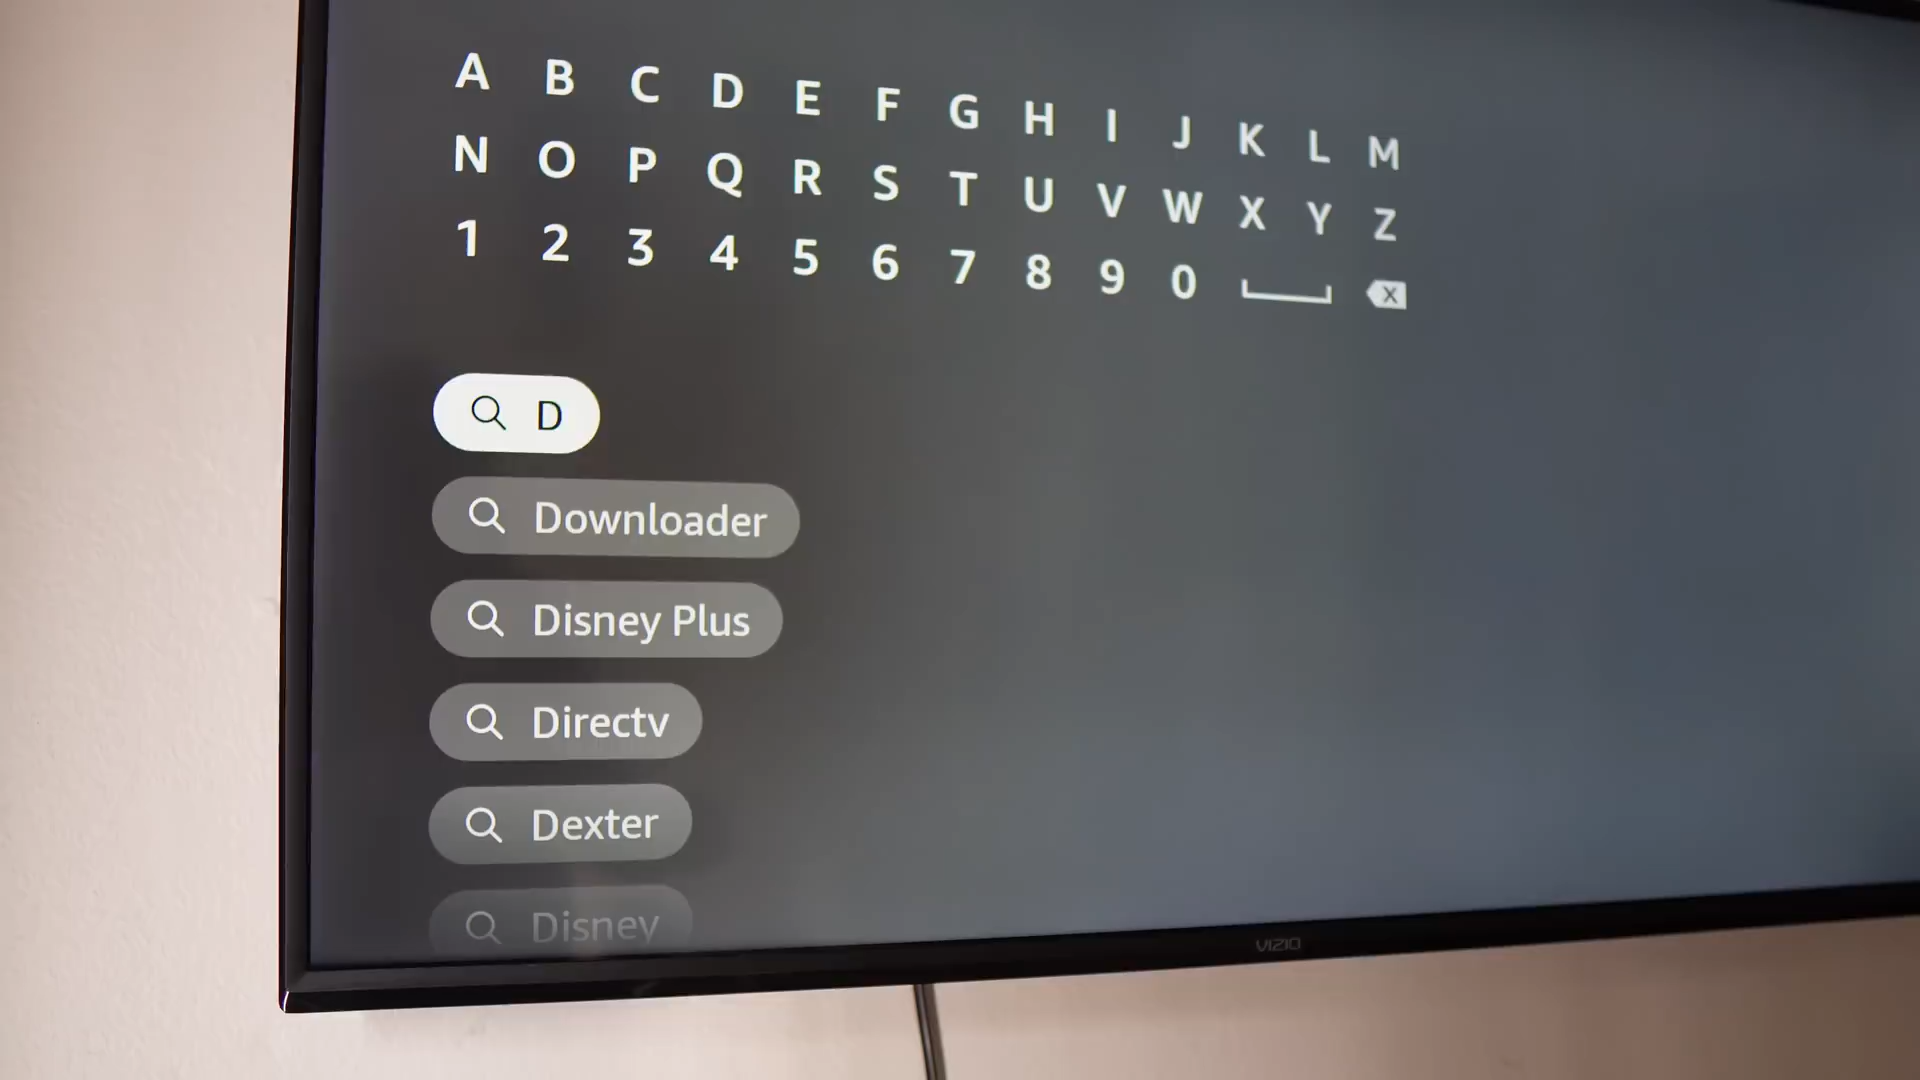 A B C D E F G H I J K L M
N O P Q R S T U V W X Y Z
1 2 3 4 5 6 7 8 9 0
D
Downloader
Disney Plus
Directv
Dexter
Disney
VIZIO